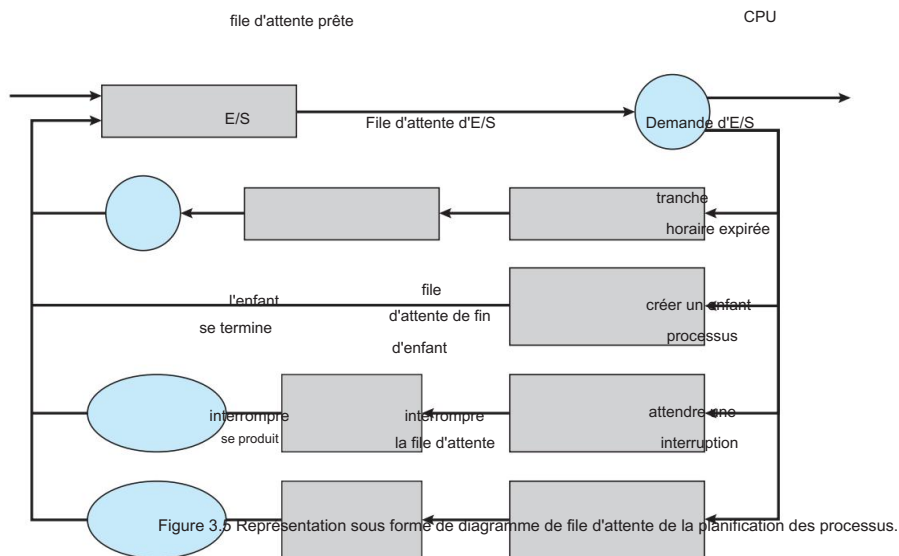 file d'attente prête
CPU
E/S
File d'attente d'E/S
Demande d'E/S
tranche
horaire expirée
l'enfant
se termine
file
d'attente de fin
d'enfant
créer un enfant
processus
interrompre
se produit
interrompre
la file d'attente
attendre une
interruption
Figure 3.5 Représentation sous forme de diagramme de file d'attente de la planification des processus.